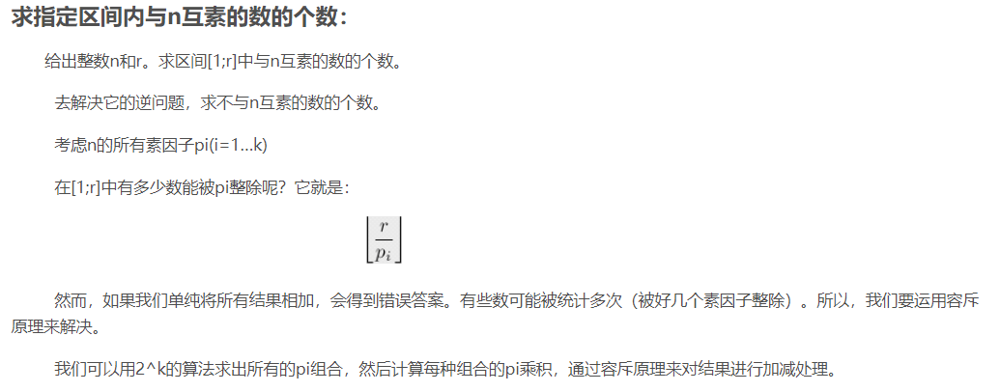 求指定区间内与n互素的数的个数：
给出整数n和r。求区间[1;r]中与n互素的数的个数。
去解决它的逆问题，求不与n互素的数的个数。
考虑n的所有素因子pi(i=1…k)
在[1;r]中有多少数能被pi整除呢？它就是：
⌊r/p_i⌋
然而，如果我们单纯将所有结果相加，会得到错误答案。有些数可能被统计多次（被好几个素因子整除）。所以，我们要运用容斥
原理来解决。
我们可以用2^k的算法求出所有的pi组合，然后计算每种组合的pi乘积，通过容斥原理来对结果进行加减处理。